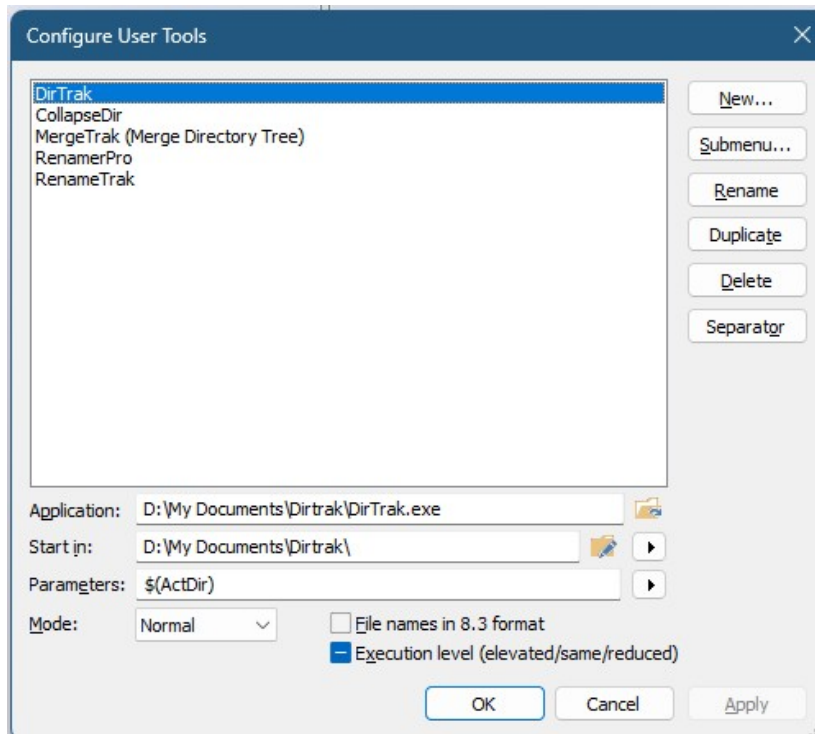 Configure User Tools
DirTrak
CollapseDir
MergeTrak (Merge Directory Tree)
RenamerPro
RenameTrak
New...
Submenu...
Rename
Duplicate
Delete
Separator
Application: D:\My Documents\Dirtrak\DirTrak.exe
Start in: D:\My Documents\Dirtrak\
Parameters: $(ActDir)
Mode: Normal
File names in 8.3 format
Execution level (elevated/same/reduced)
OK Cancel Apply